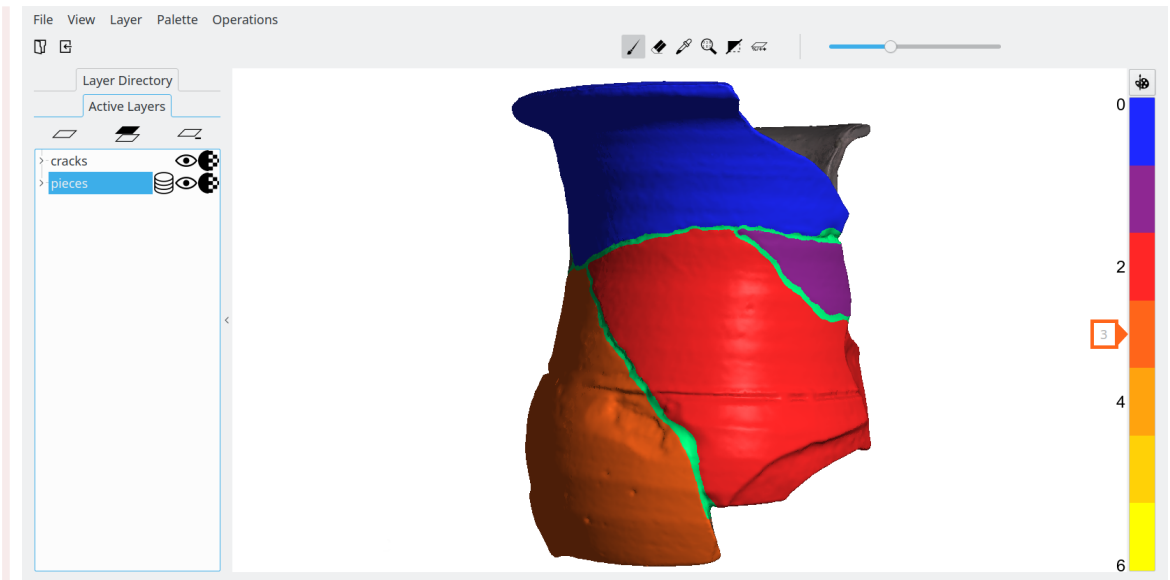 File View Layer Palette Operations
Layer Directory
Active Layers
cracks
pieces
0
2
3
4
6